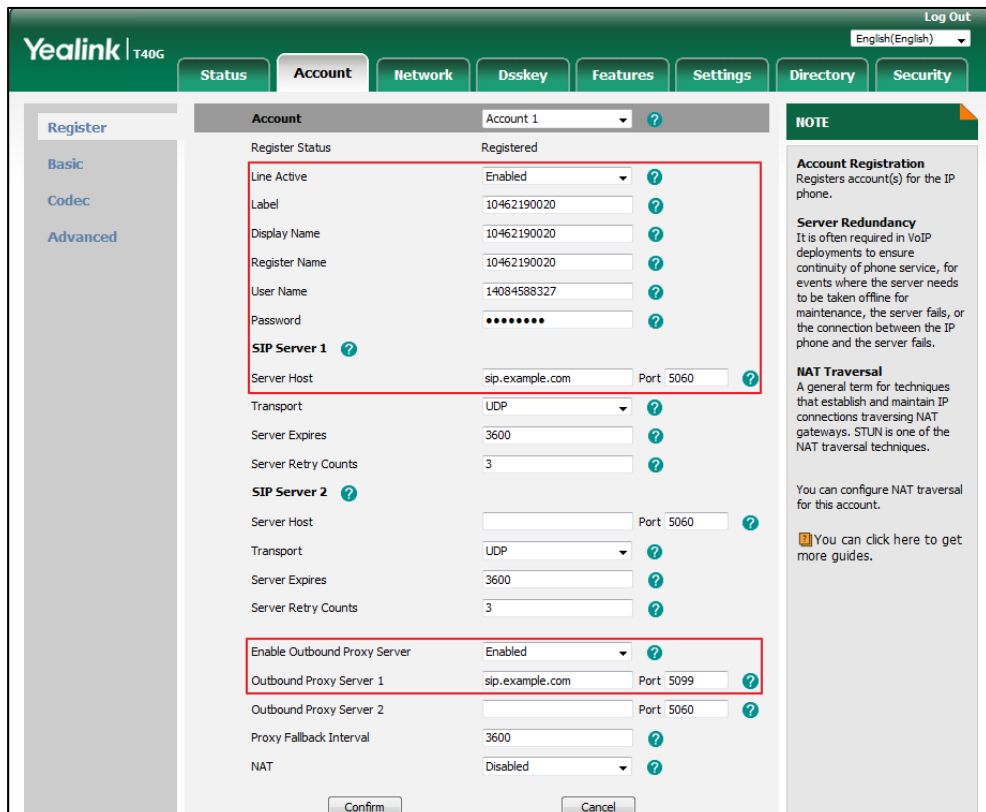 Log Out
Yealink | T40G
English(English)
Status
Account
Network
Dsskey
Features
Settings
Directory
Security
Register
Basic
Codec
Advanced
Account Account 1
Register Status Registered
Line Active Enabled
Label 10462190020
Display Name 10462190020
Register Name 10462190020
User Name 14084588327
Password ••••••••
SIP Server 1
Server Host sip.example.com Port 5060
Transport UDP
Server Expires 3600
Server Retry Counts 3
SIP Server 2
Server Host Port 5060
Transport UDP
Server Expires 3600
Server Retry Counts 3
Enable Outbound Proxy Server Enabled
Outbound Proxy Server 1 sip.example.com Port 5099
Outbound Proxy Server 2 Port 5060
Proxy Fallback Interval 3600
NAT Disabled
Confirm Cancel
NOTE
Account Registration
Registers account(s) for the IP
phone.
Server Redundancy
It is often required in VoIP
deployments to ensure
continuity of phone service, for
events where the server needs
to be taken offline for
maintenance, the server fails, or
the connection between the IP
phone and the server fails.
NAT Traversal
A general term for techniques
that establish and maintain IP
connections traversing NAT
gateways. STUN is one of the
NAT traversal techniques.
You can configure NAT traversal
for this account.
You can click here to get
more guides.